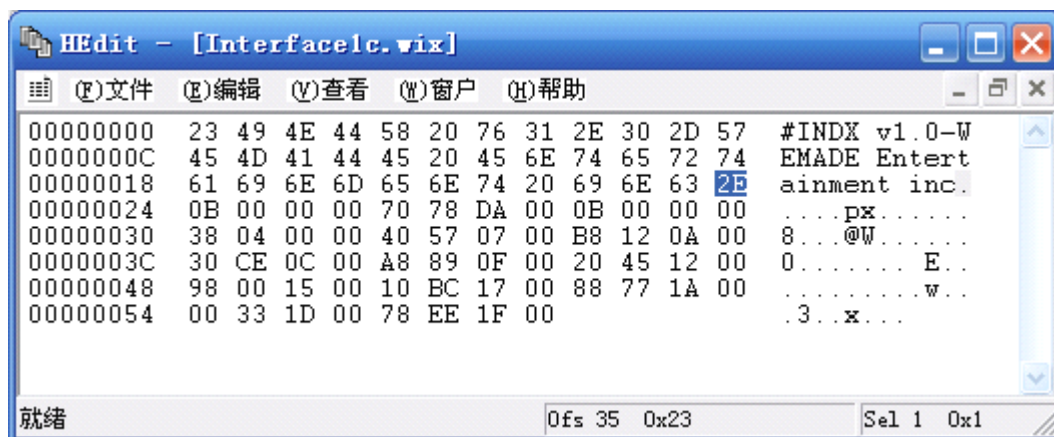 HEdit - [Interface1c.wix]
(F)文件 (E)编辑 (V)查看 (W)窗户 (H)帮助
00000000 23 49 4E 44 58 20 76 31 2E 30 2D 57 #INDX v1.0-W
0000000C 45 4D 41 44 45 20 45 6E 74 65 72 74 EMADE Entert
00000018 61 69 6E 6D 65 6E 74 20 69 6E 63 2E ainment inc.
00000024 0B 00 00 00 70 78 DA 00 0B 00 00 00 ....px......
00000030 38 04 00 00 40 57 07 00 B8 12 0A 00 8...@W......
0000003C 30 CE 0C 00 A8 89 0F 00 20 45 12 00 0....... E..
00000048 98 00 15 00 10 BC 17 00 88 77 1A 00 .........w..
00000054 00 33 1D 00 78 EE 1F 00 .3..x...
就绪 Ofs 35 0x23 Sel 1 0x1